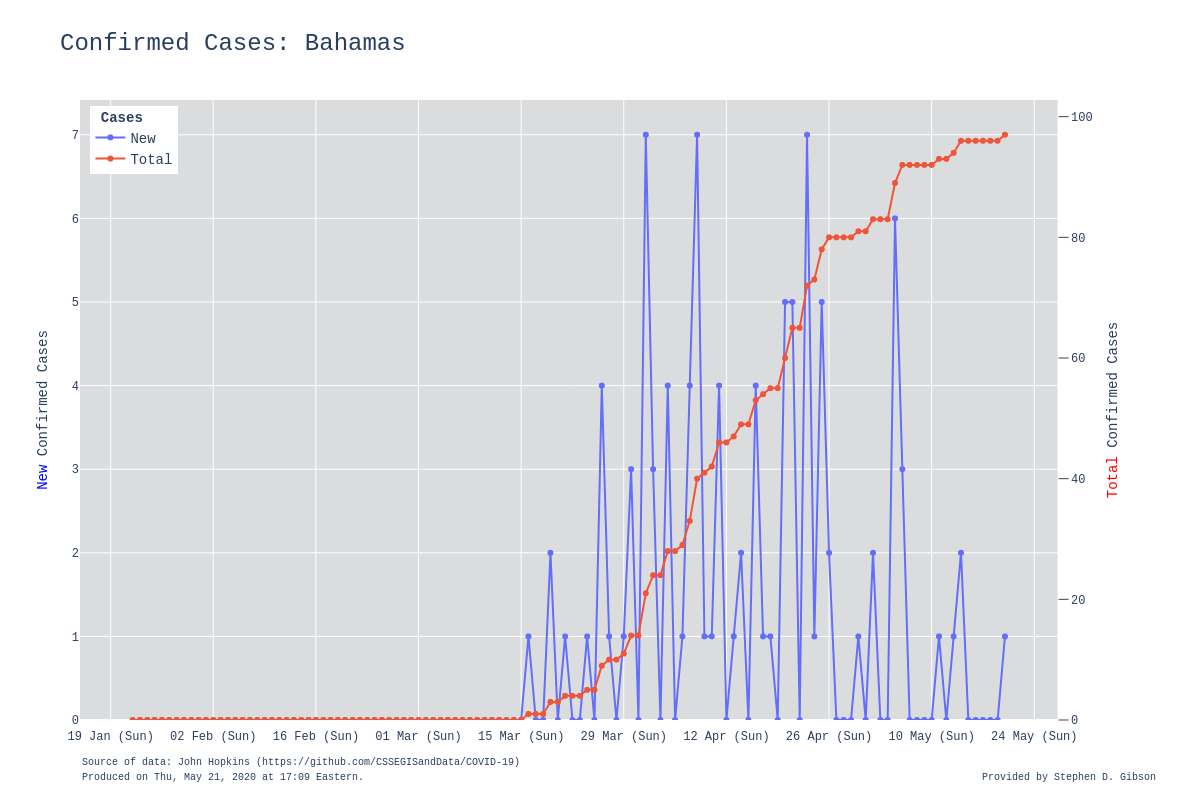 Confirmed Cases: Bahamas
Cases
New
Total
7
6
5
4
3
2
1
0
New Confirmed Cases
100
80
60
40
20
0
Total Confirmed Cases
19 Jan (Sun) 02 Feb (Sun) 16 Feb (Sun) 01 Mar (Sun) 15 Mar (Sun) 29 Mar (Sun) 12 Apr (Sun) 26 Apr (Sun) 10 May (Sun) 24 May (Sun)
Source of data: John Hopkins (https://github.com/CSSEGISandData/COVID-19)
Produced on Thu, May 21, 2020 at 17:09 Eastern.
Provided by Stephen D. Gibson